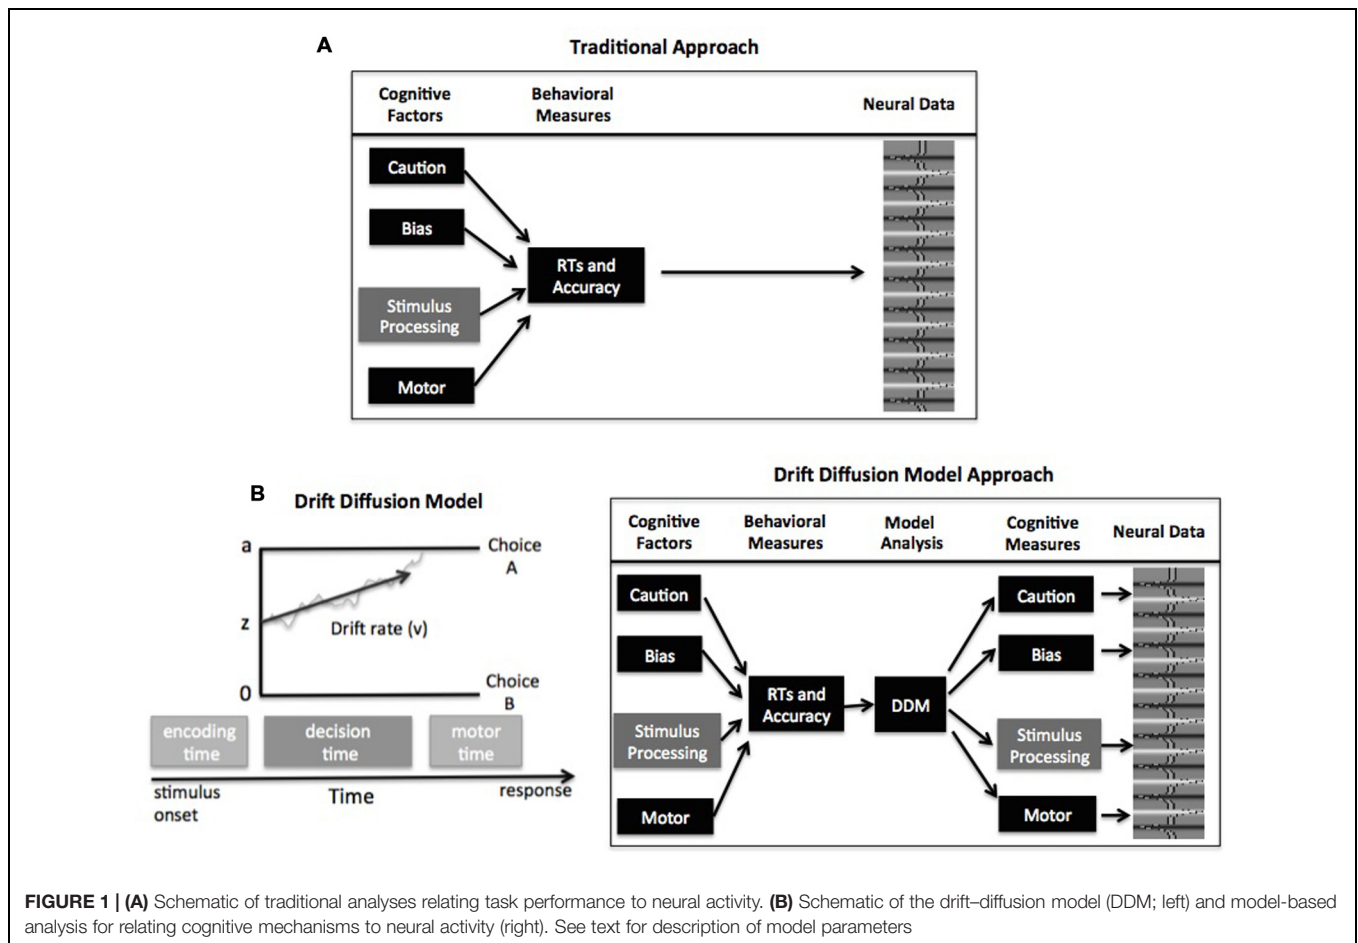 A
Traditional Approach
Cognitive
Factors
Behavioral
Measures
Neural Data
Caution
Bias
Stimulus
Processing
Motor
RTs and
Accuracy
B
Drift Diffusion Model
a
z
0
Choice
A
Drift rate (v)
Choice
B
encoding
time
decision
time
motor
time
stimulus
onset
Time
response
Drift Diffusion Model Approach
Cognitive
Factors
Behavioral
Measures
Model
Analysis
Cognitive
Measures
Neural Data
Caution
Bias
Stimulus
Processing
Motor
RTs and
Accuracy
DDM
Caution
Bias
Stimulus
Processing
Motor
FIGURE 1 | (A) Schematic of traditional analyses relating task performance to neural activity. (B) Schematic of the drift–diffusion model (DDM; left) and model-based
analysis for relating cognitive mechanisms to neural activity (right). See text for description of model parameters